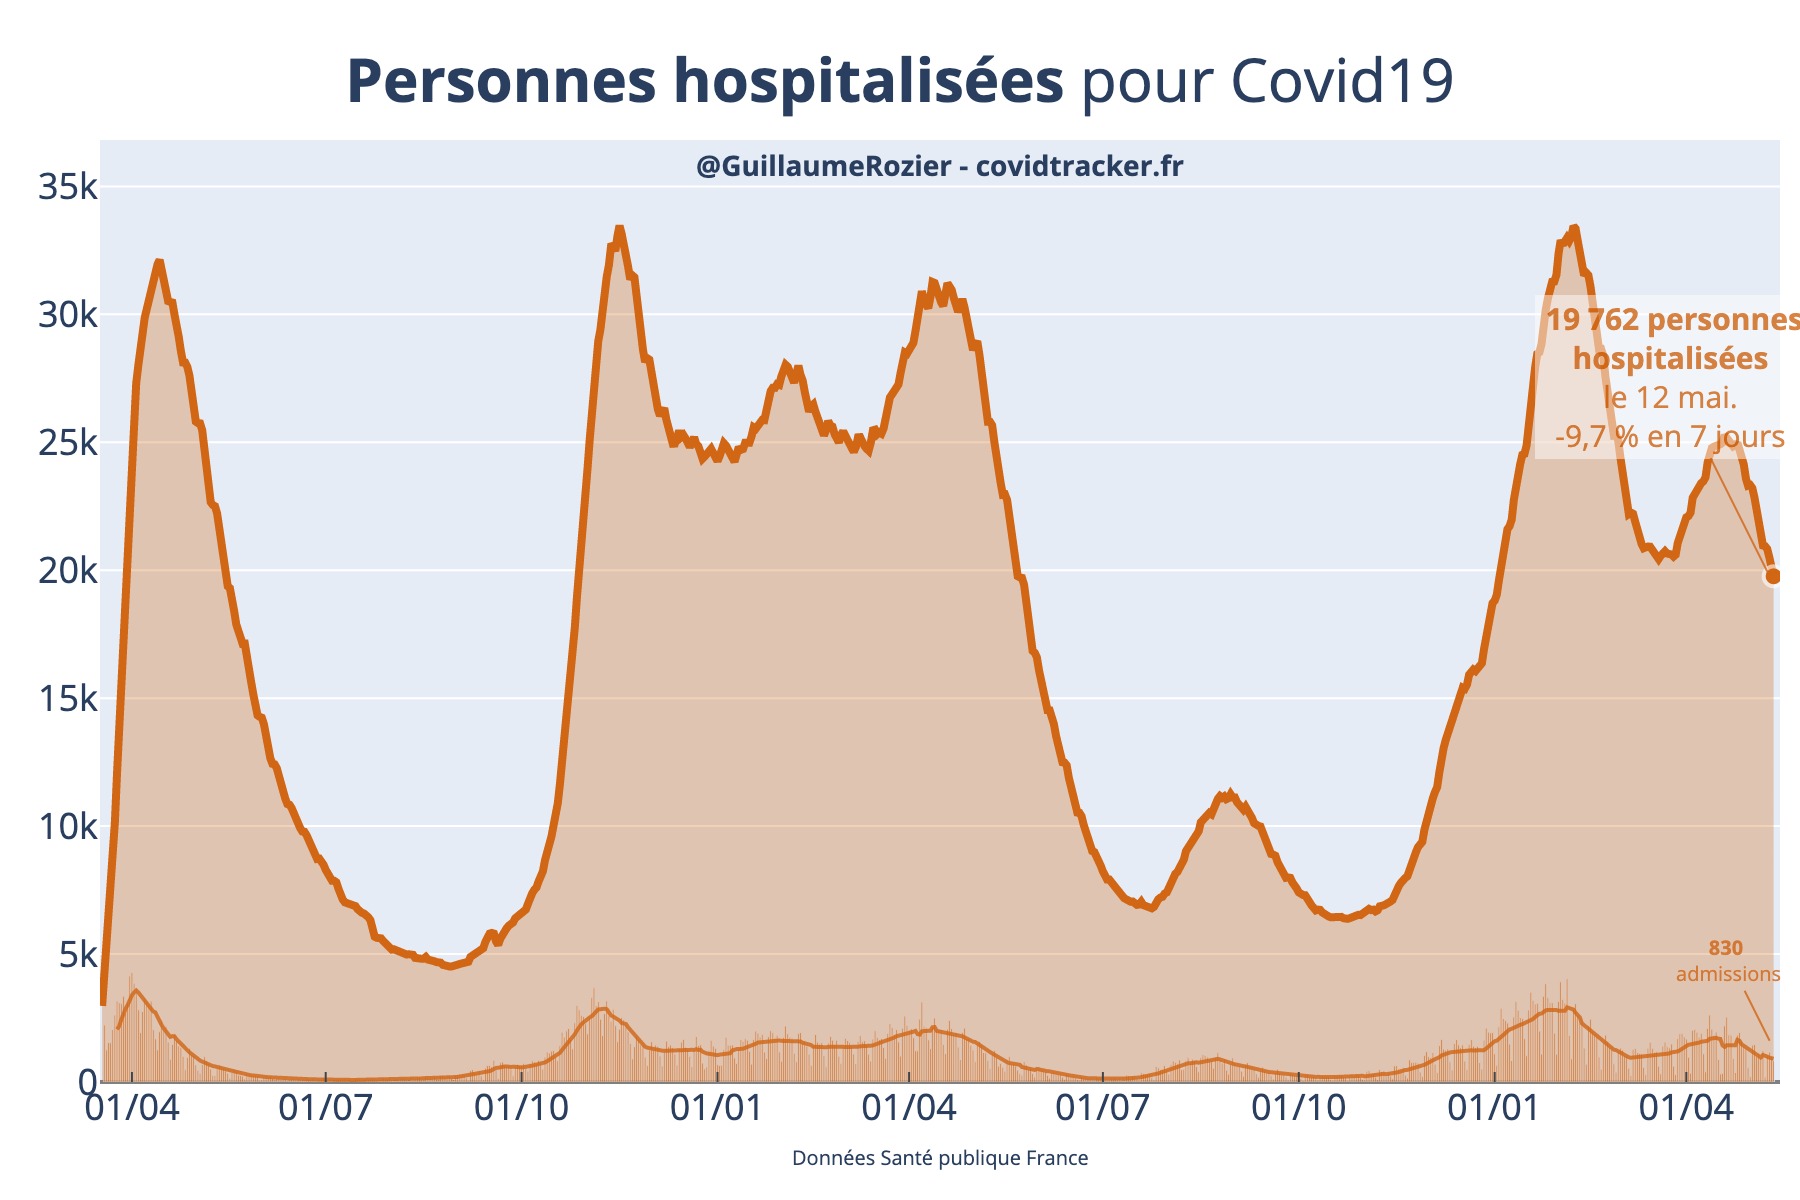 Personnes hospitalisées pour Covid19
@GuillaumeRozier - covidtracker.fr
35k
30k
25k
20k
15k
10k
5k
0
19 762 personnes
hospitalisées
le 12 mai.
-9,7 % en 7 jours
830
admissions
01/04
01/07
01/10
01/01
01/04
01/07
01/10
01/01
01/04
Données Santé publique France